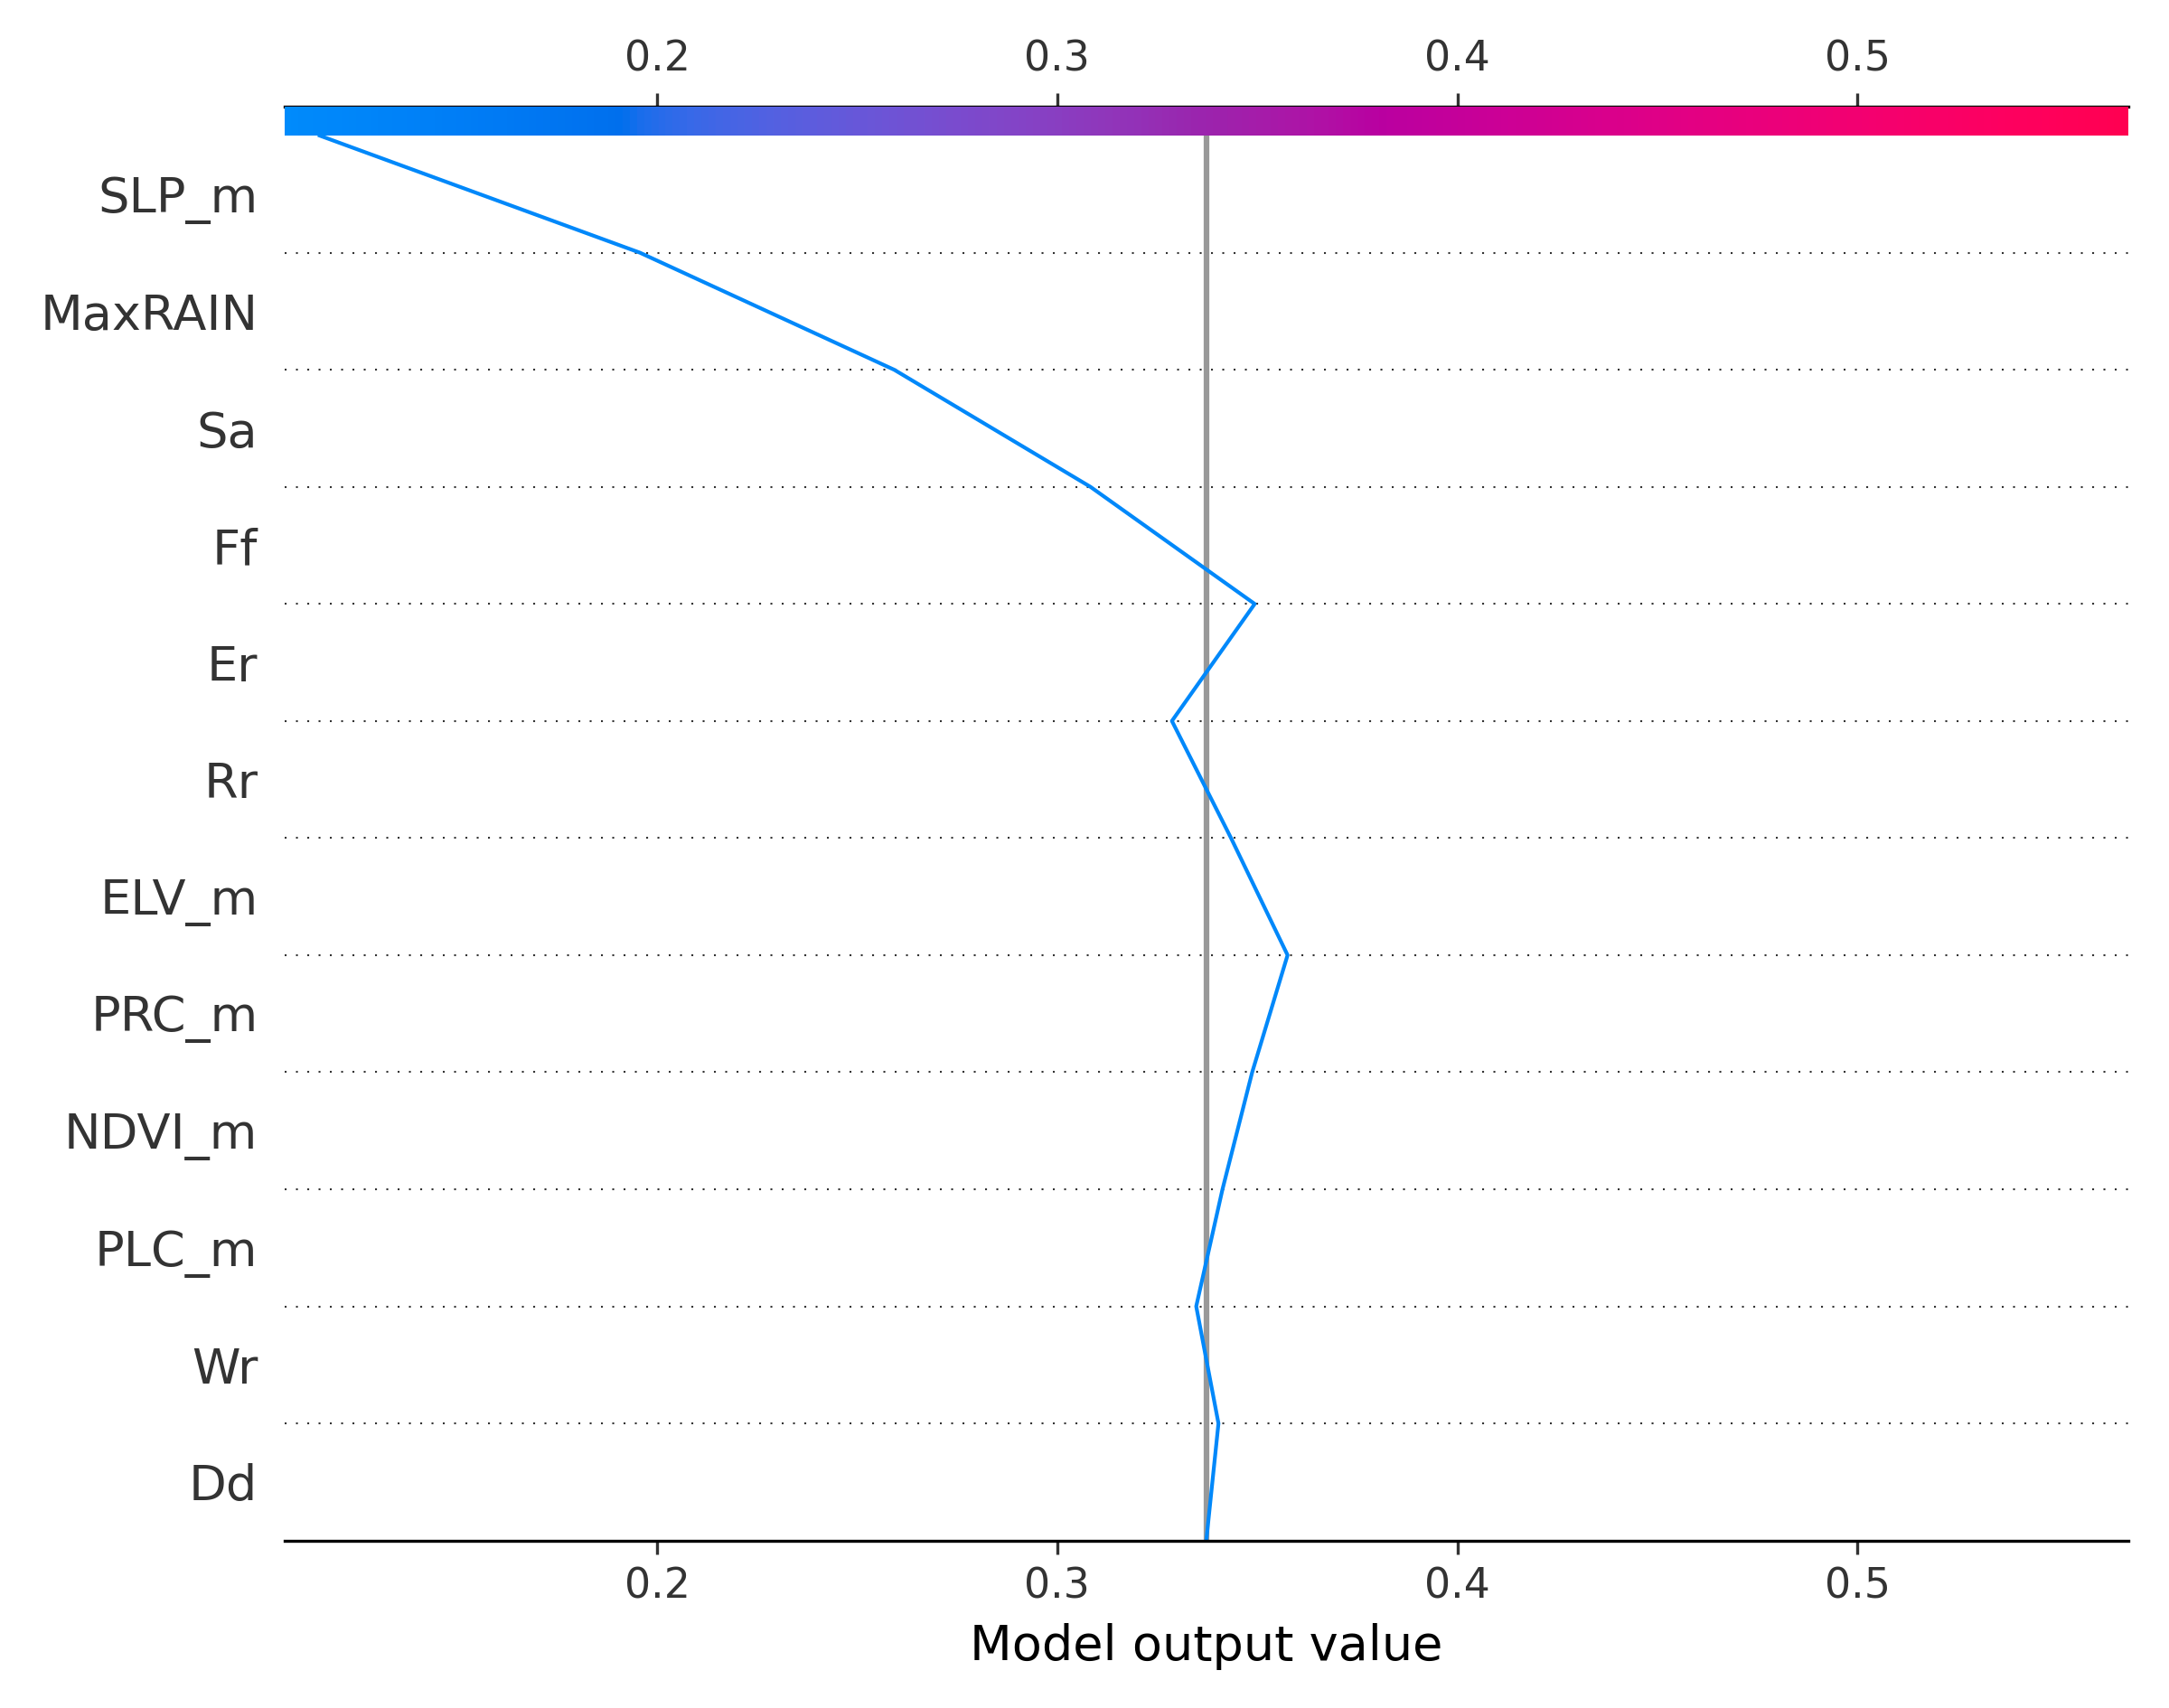 0.2 0.3 0.4 0.5
SLP_m
MaxRAIN
Sa
Ff
Er
Rr
ELV_m
PRC_m
NDVI_m
PLC_m
Wr
Dd
0.2 0.3 0.4 0.5
Model output value